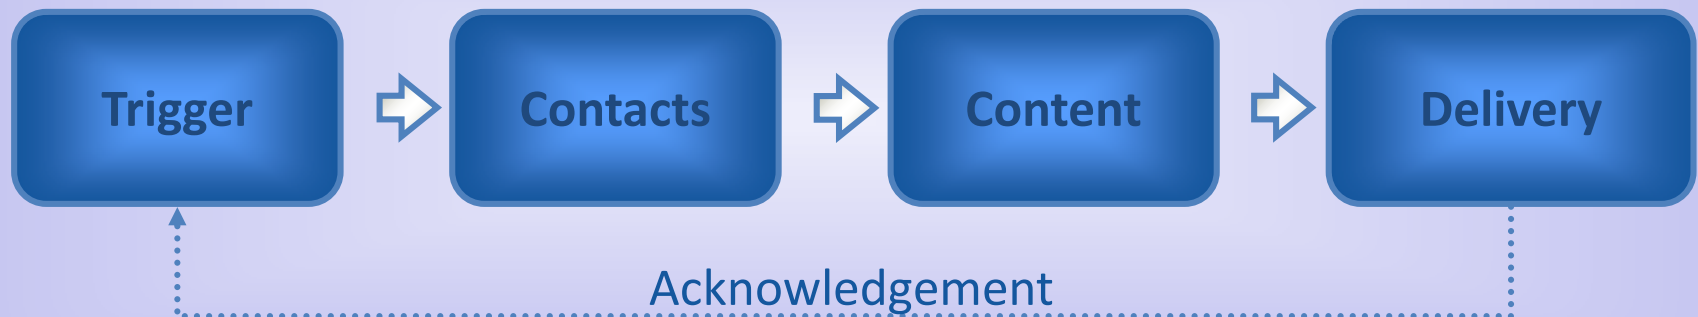 Trigger
Contacts
Content
Delivery
Acknowledgement